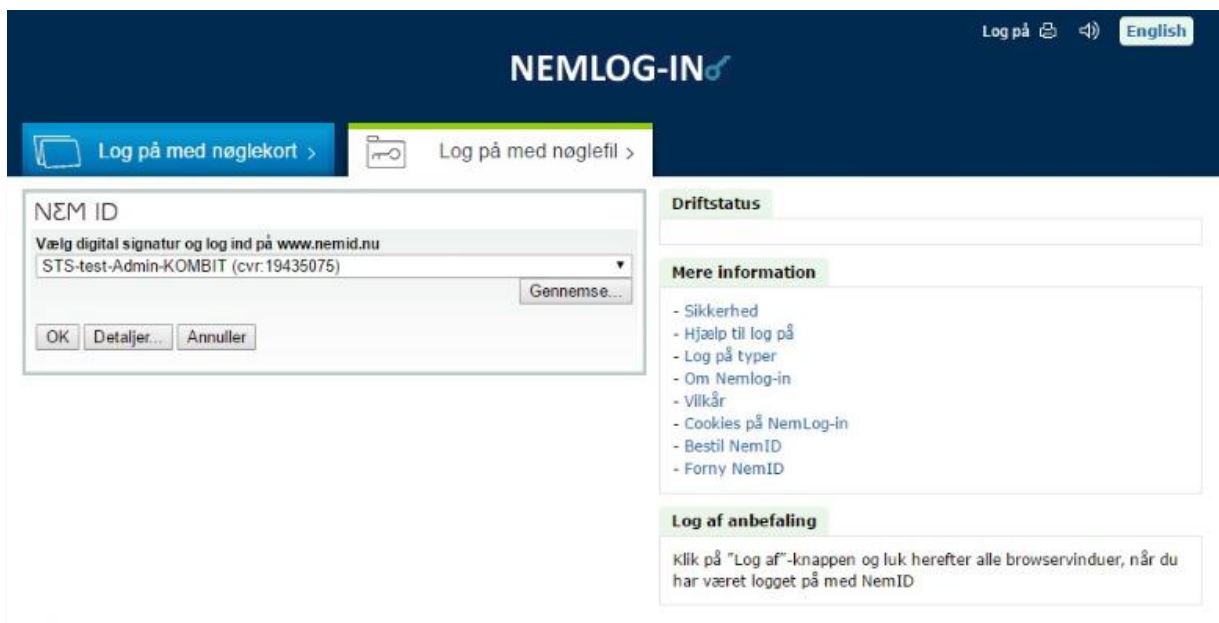 Log på English
NEMLOG-IN
Log på med nøglekort >
Log på med nøglefil >
NEM ID
Vælg digital signatur og log ind på www.nemid.nu
STS-test-Admin-KOMBIT (cvr:19435075)
Gennemse...
OK Detaljer... Annuller
Driftstatus
Mere information
- Sikkerhed
- Hjælp til log på
- Log på typer
- Om Nemlog-in
- Vilkår
- Cookies på NemLog-in
- Bestil NemID
- Forny NemID
Log af anbefaling
Klik på "Log af"-knappen og luk herefter alle browservinduer, når du
har været logget på med NemID